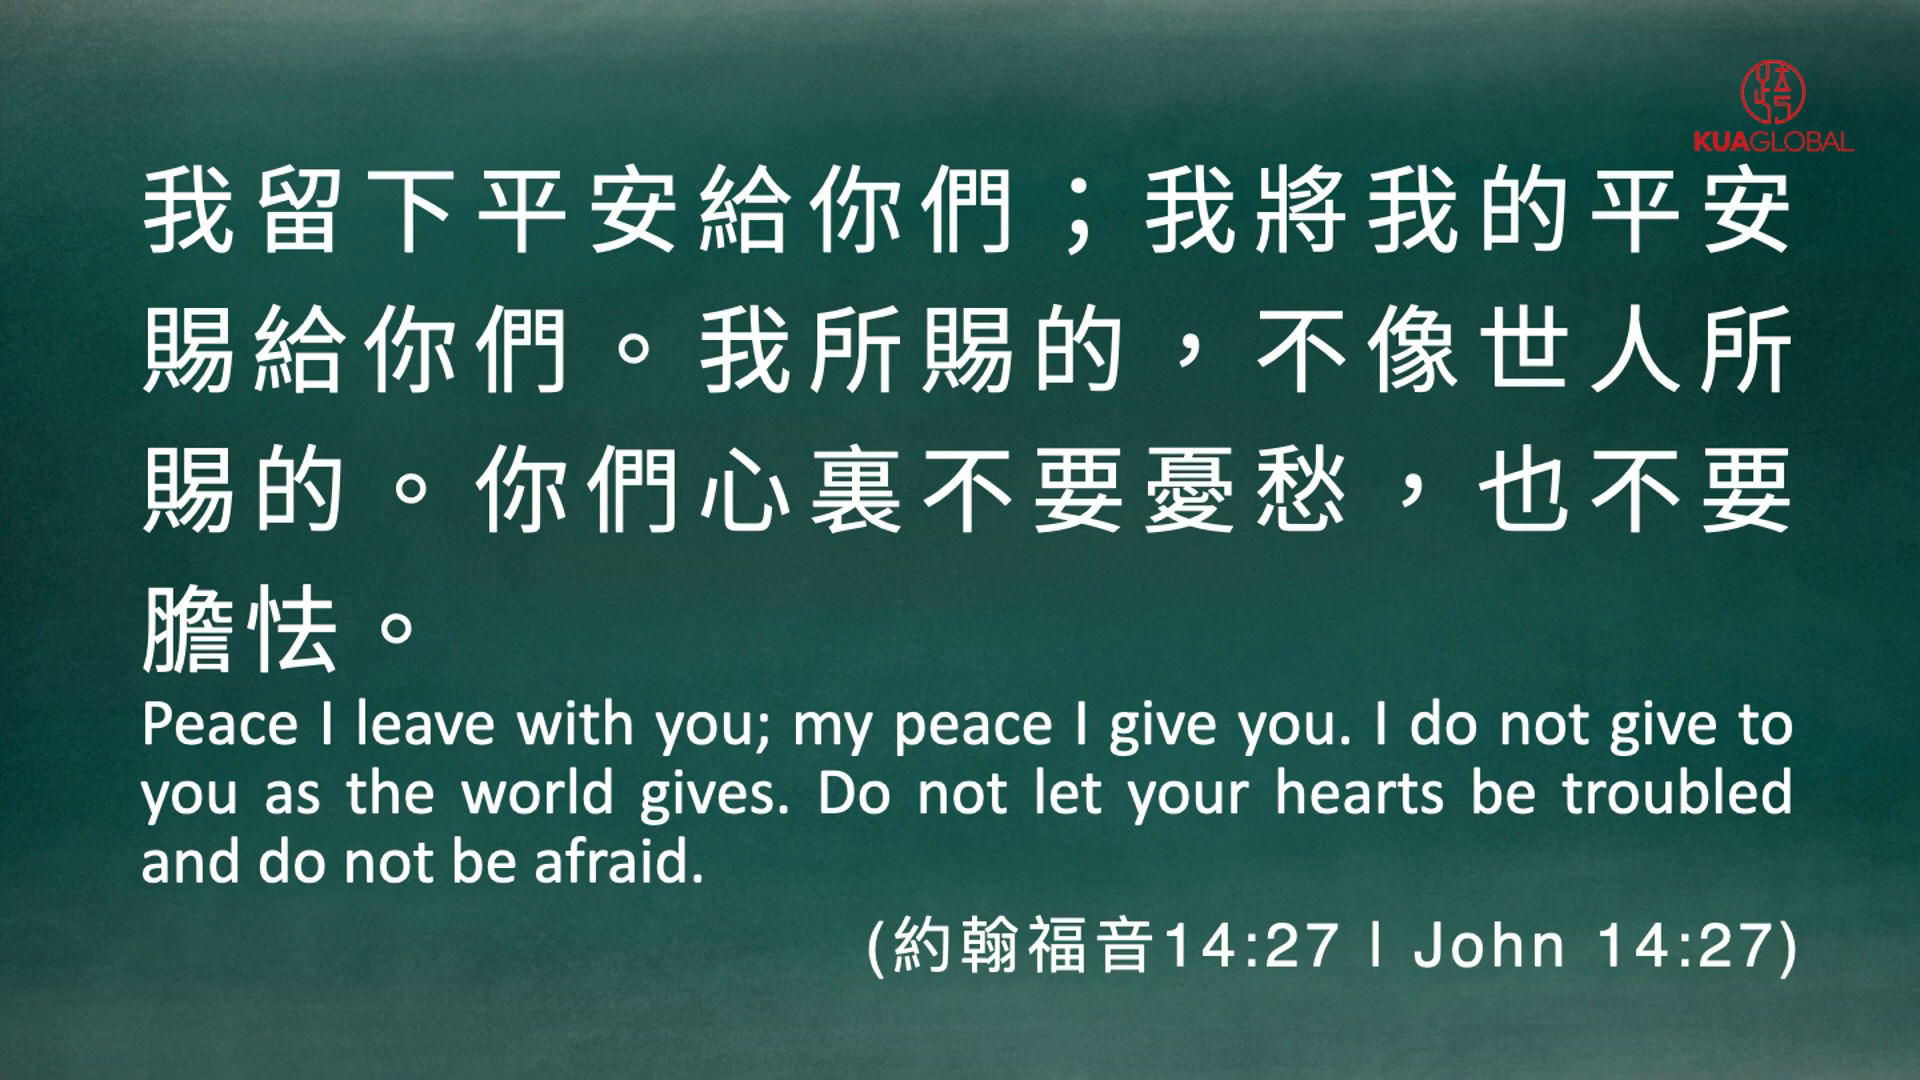 KUAGLOBAL
我留下平安給你們；我將我的平安
賜給你們。我所賜的，不像世人所
賜的。你們心裏不要憂愁，也不要
膽怯。
Peace I leave with you; my peace I give you. I do not give to
you as the world gives. Do not let your hearts be troubled
and do not be afraid.
(約翰福音14:27 | John 14:27)